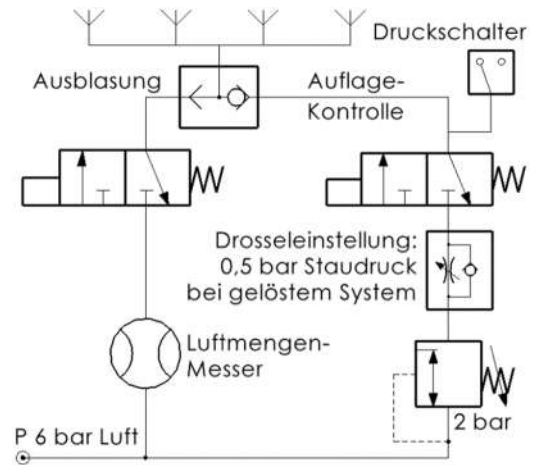 Druckschalter
Ausblasung
Auflage-
Kontrolle
Drosseleinstellung:
0,5 bar Staudruck
bei gelöstem System
Luftmengen-
Messer
2 bar
P 6 bar Luft